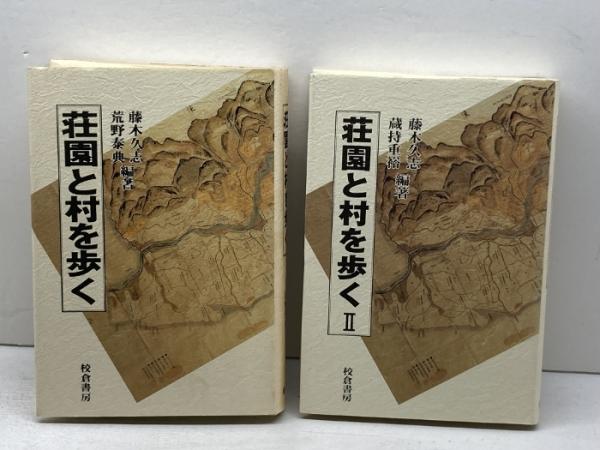 荘園と村を歩く
藤木久志
荒野泰典 編著
校倉書房
荘園と村を歩くⅡ
藤木久志
蔵持重裕 編著
校倉書房